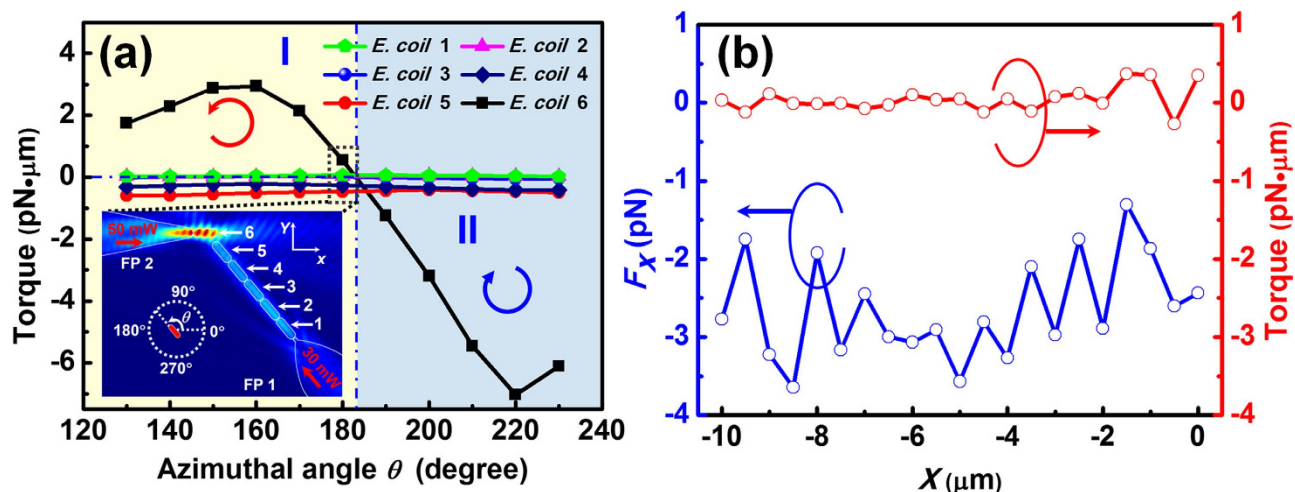 (a)
I
E. coil 1
E. coil 2
E. coil 3
E. coil 4
E. coil 5
E. coil 6
II
Torque (pN•μm)
4
2
0
-2
-4
-6
50 mW
FP 2
6
5
4
3
2
1
Y
x
90°
180°
θ
0°
270°
FP 1
30 mW
120 140 160 180 200 220 240
Azimuthal angle θ (degree)
(b)
Fx (pN)
1
0
-1
-2
-3
-4
Torque (pN•μm)
1
0
-1
-2
-3
-4
-10 -8 -6 -4 -2 0
X (μm)